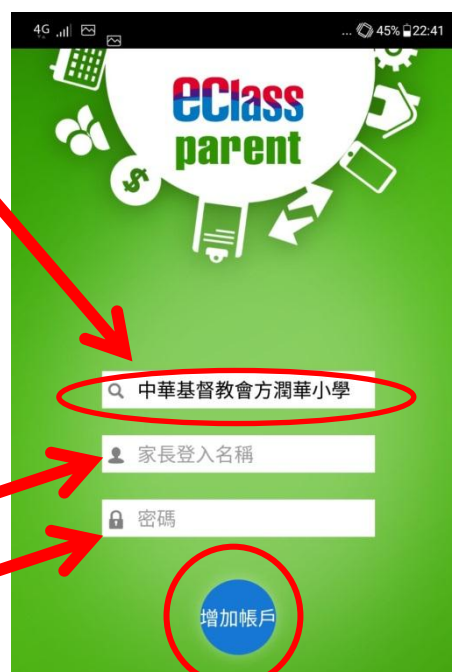 4G
... 45% 22:41
eClass
parent
$
中華基督教會方潤華小學
家長登入名稱
密碼
增加帳戶